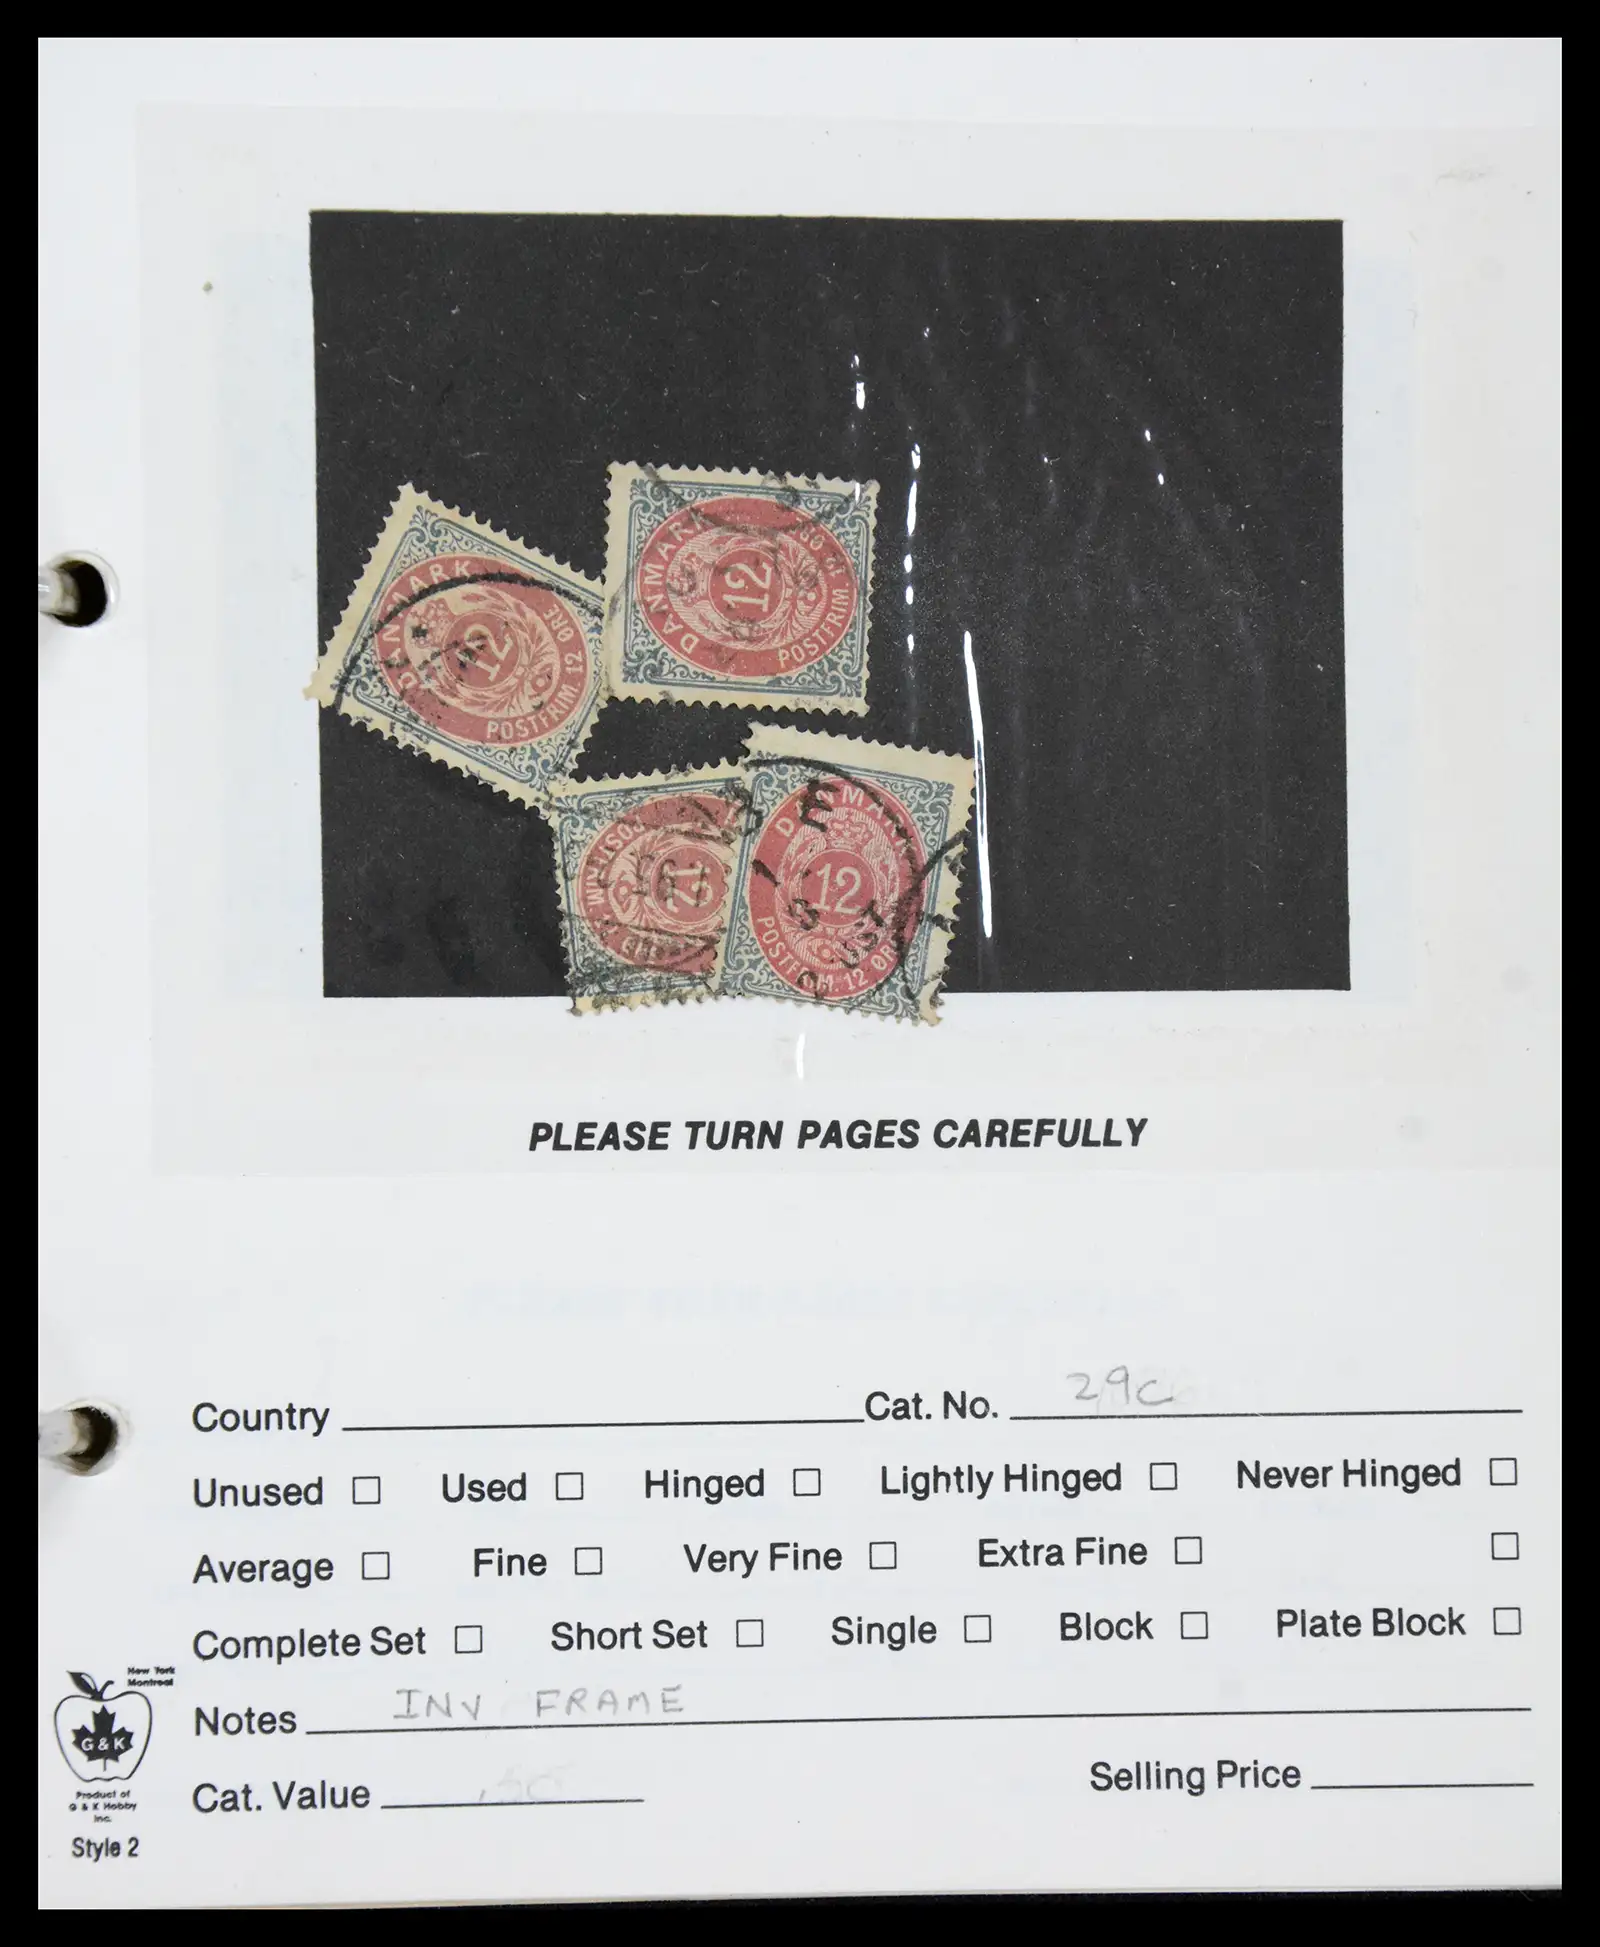 DANMARK
12
POSTFRIM. 12 ØRE
DANMARK
12
POSTFRIM. 12 ØRE
POSTFRIM.
12
DANMARK
12
POSTFRIM. 12. ØRE
PLEASE TURN PAGES CAREFULLY
Country Cat. No. 29c
Unused Used Hinged Lightly Hinged Never Hinged
Average Fine Very Fine Extra Fine
Complete Set Short Set Single Block Plate Block
New York
Montreal
G & K
Notes INV FRAME
Product of
G & K Hobby
Inc.
Cat. Value Selling Price
Style 2